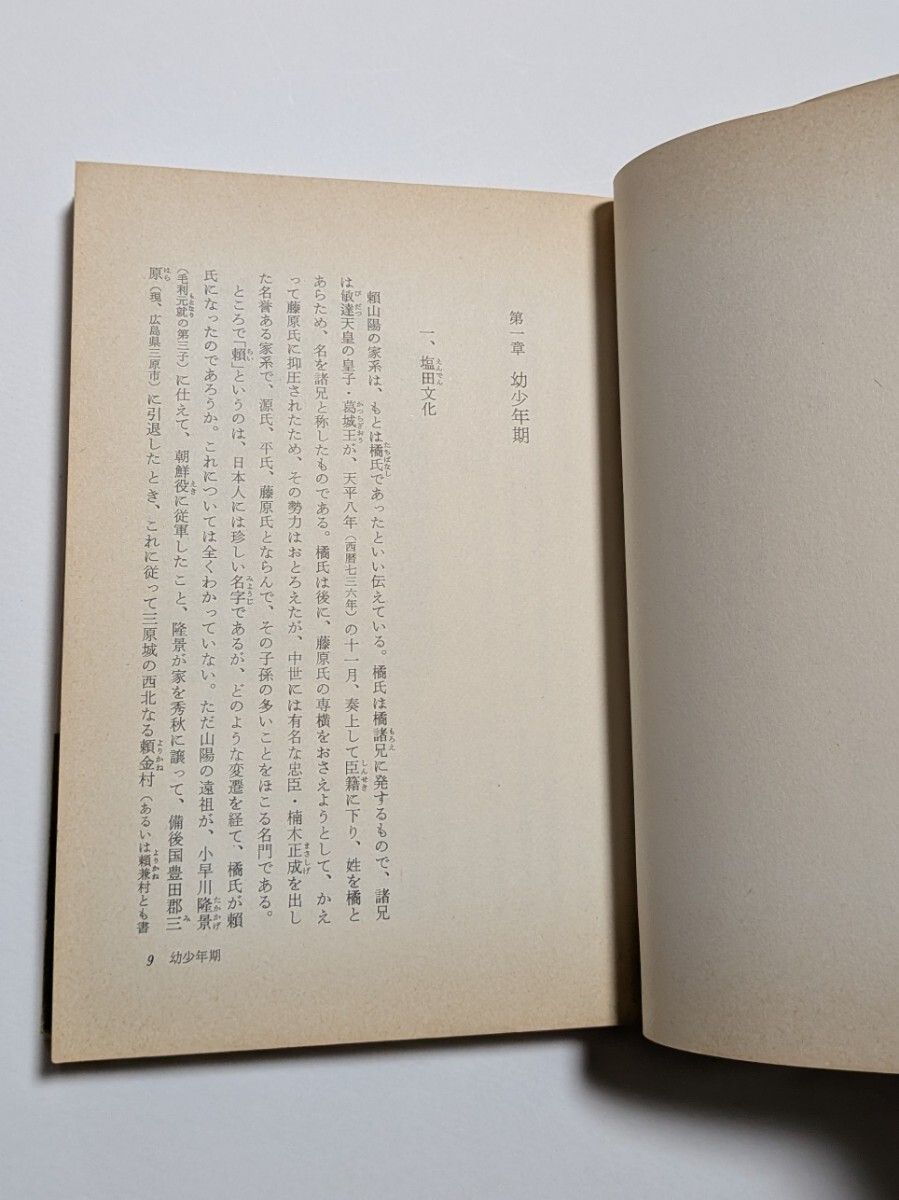 第一章　幼少年期
一、塩田文化
頼山陽の家系は、もとは橘氏であったといい伝えている。橘氏は橘諸兄に発するもので、諸兄
は敏達天皇の皇子・葛城王が、天平八年（西暦七三六年）の十一月、奏上して臣籍に下り、姓を橘と
あらため、名を諸兄と称したものである。橘氏は後に、藤原氏の専横をおさえようとして、かえ
って藤原氏に抑圧されたため、その勢力はおとろえたが、中世には有名な忠臣・楠木正成を出し
た名誉ある家系で、源氏、平氏、藤原氏とならんで、その子孫の多いことをほこる名門である。
ところで「頼」というのは、日本人には珍しい名字であるが、どのような変遷を経て、橘氏が頼
氏になったのであろうか。これについては全くわかっていない。ただ山陽の遠祖が、小早川隆景
（毛利元就の第三子）に仕えて、朝鮮役に従軍したこと、隆景が家を秀秋に譲って、備後国豊田郡三
原（現、広島県三原市）に引退したとき、これに従って三原城の西北なる頼金村（あるいは頼兼村とも書
9　幼少年期